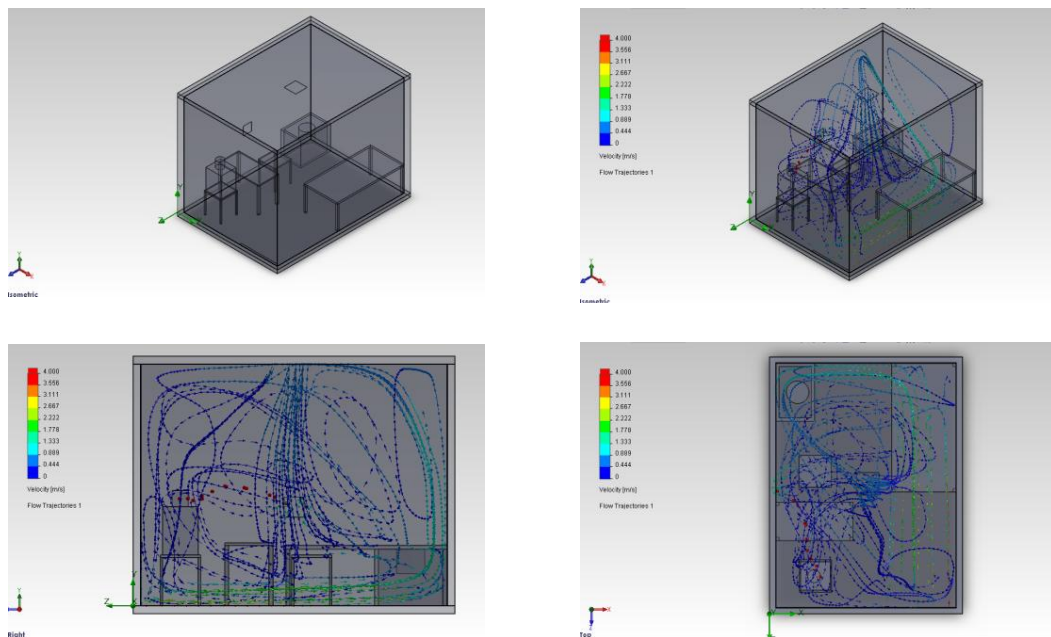 Y
Z
Y
X
Z
Isometric
4.000
3.556
3.111
2.667
2.222
1.778
1.333
0.889
0.444
0
Velocity [m/s]
Flow Trajectories 1
Y
Z
Y
X
Z
Isometric
4.000
3.556
3.111
2.667
2.222
1.778
1.333
0.889
0.444
0
Velocity [m/s]
Flow Trajectories 1
Y
Z
Y
Right
4.000
3.556
3.111
2.667
2.222
1.778
1.333
0.889
0.444
0
Velocity [m/s]
Flow Trajectories 1
Y
X
X
Z
Top